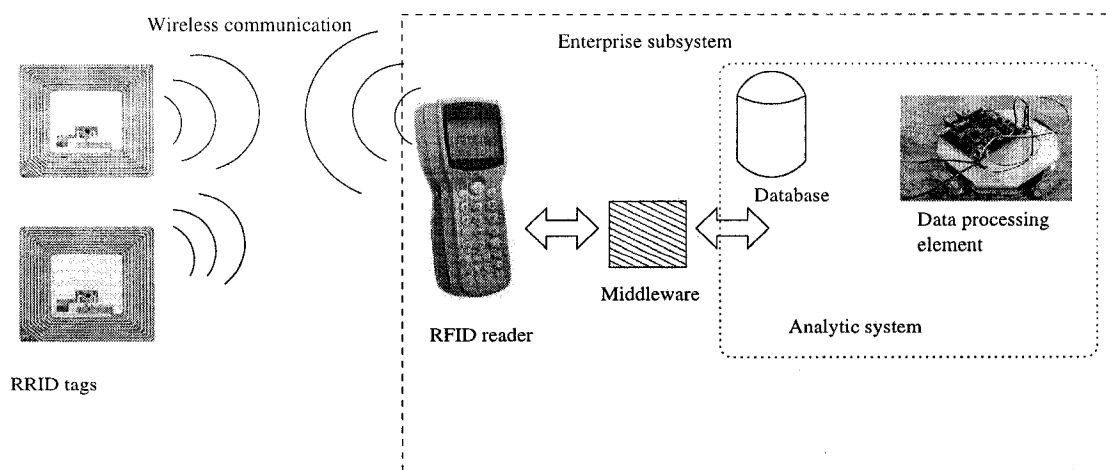 Wireless communication
Enterprise subsystem
Database
Data processing
element
Middleware
Analytic system
RFID reader
RRID tags